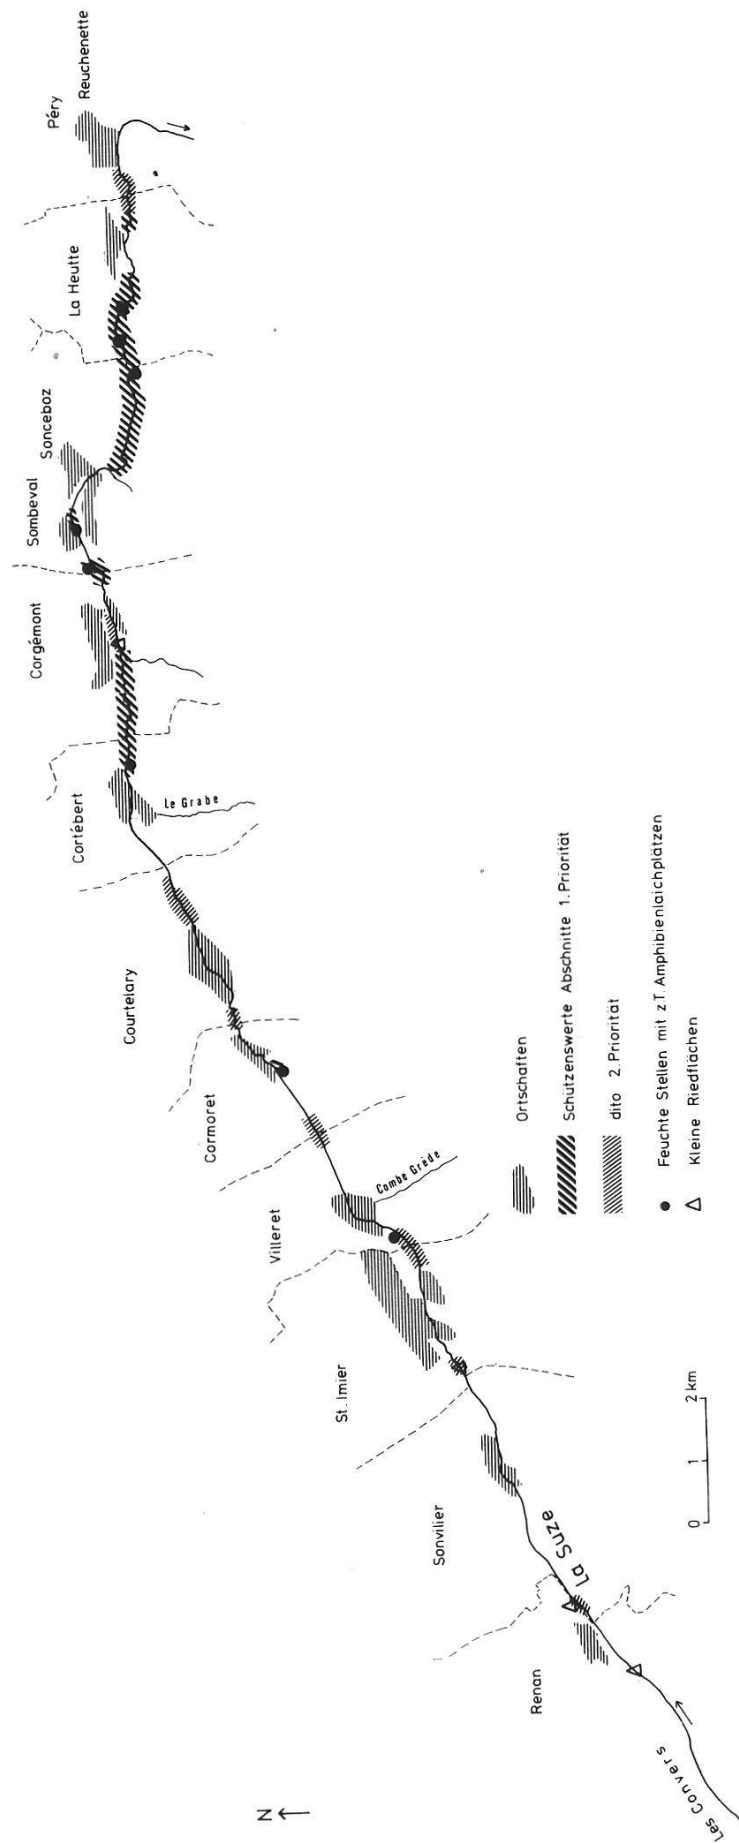 Péry
Reuchenette
La Heutte
Sonceboz
Sombeval
Corgémont
Cortébert
Le Grabe
Courtelary
Cormoret
Combe Grède
Villeret
St. Imier
Sonvilier
La Suze
Renan
Les Convers
N
0 1 2 km
Ortschaften
Schützenswerte Abschnitte 1. Priorität
dito 2. Priorität
Feuchte Stellen mit z.T. Amphibienlaichplätzen
Kleine Riedflächen